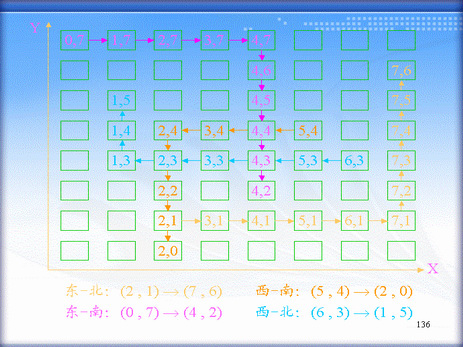 Y
0,7 1,7 2,7 3,7 4,7
4,6 7,6
1,5 4,5 7,5
1,4 2,4 3,4 4,4 5,4 7,4
1,3 2,3 3,3 4,3 5,3 6,3 7,3
2,2 4,2 7,2
2,1 3,1 4,1 5,1 6,1 7,1
2,0
X
东-北: (2, 1) → (7, 6) 西-南: (5, 4) → (2, 0)
东-南: (0, 7) → (4, 2) 西-北: (6, 3) → (1, 5)
136